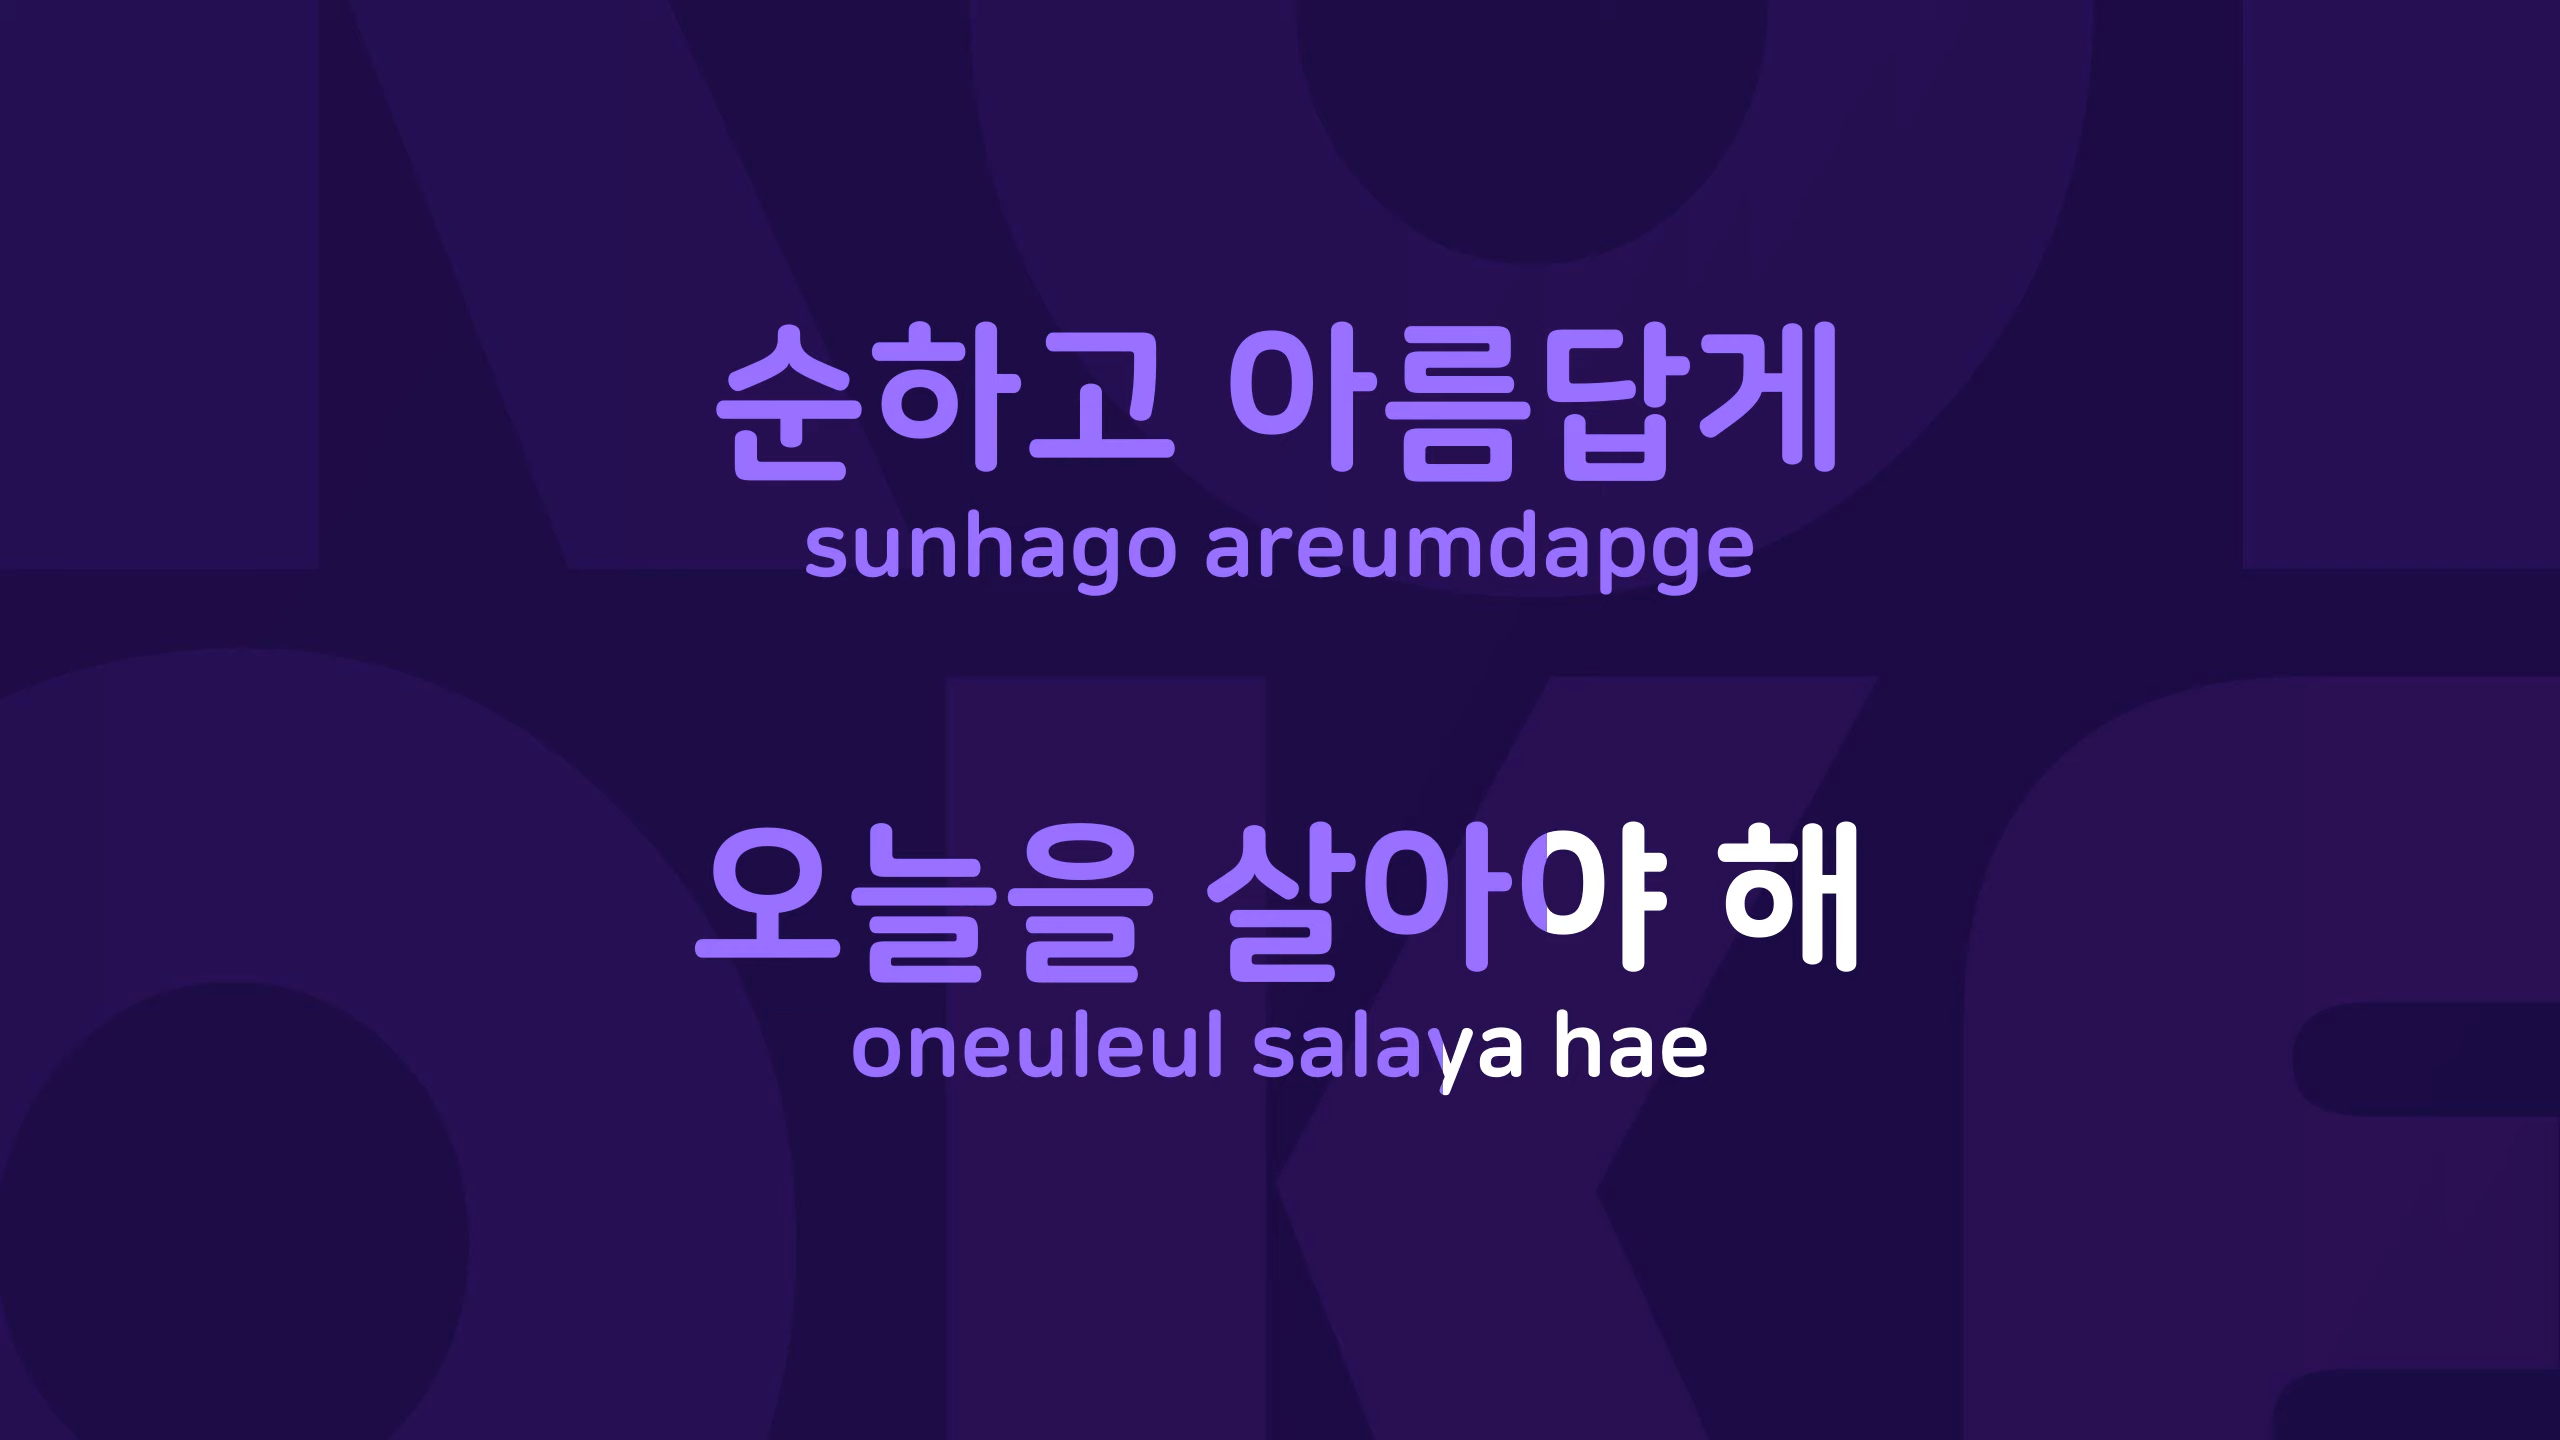 순하고 아름답게
sunhago areumdapge
오늘을 살아야 해
oneuleul salaya hae